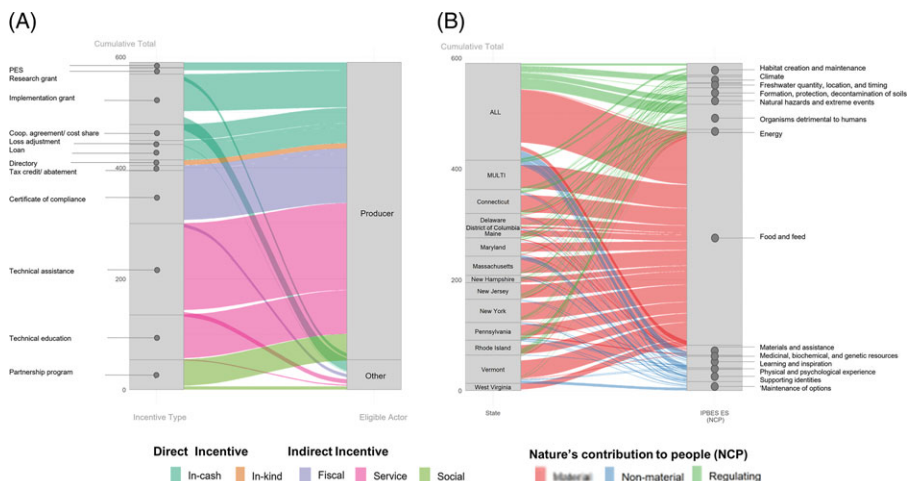 (A)
Cumulative Total
600
400
200
0
PES
Research grant
Implementation grant
Coop. agreement/ cost share
Loss adjustment
Loan
Directory
Tax credit/ abatement
Certificate of compliance
Technical assistance
Technical education
Partnership program
Producer
Other
Incentive Type
Eligible Actor
Direct Incentive
Indirect Incentive
In-cash
In-kind
Fiscal
Service
Social
(B)
Cumulative Total
600
400
200
0
ALL
MULTI
Connecticut
Delaware
District of Columbia
Maine
Maryland
Massachusetts
New Hampshire
New Jersey
New York
Pennsylvania
Rhode Island
Vermont
West Virginia
Habitat creation and maintenance
Climate
Freshwater quantity, location, and timing
Formation, protection, decontamination of soils
Natural hazards and extreme events
Organisms detrimental to humans
Energy
Food and feed
Materials and assistance
Medicinal, biochemical, and genetic resources
Learning and inspiration
Physical and psychological experience
Supporting identities
'Maintenance of options
State
IPBES ES
(NCP)
Nature's contribution to people (NCP)
Non-material
Regulating